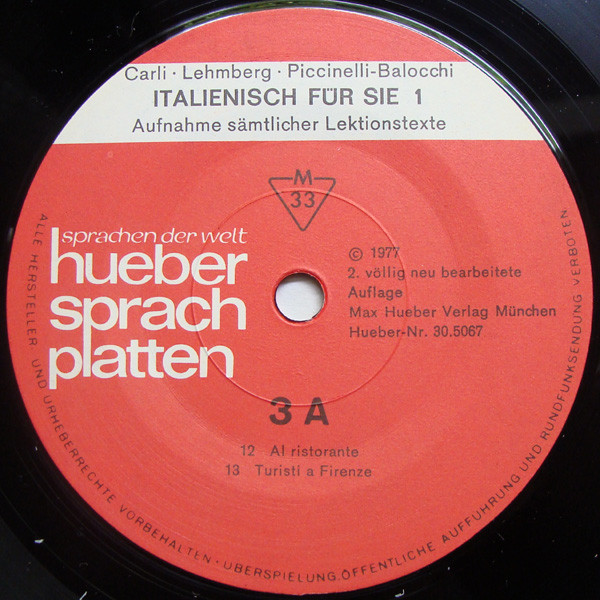 Carli · Lehmberg · Piccinelli-Balocchi
ITALIENISCH FÜR SIE 1
Aufnahme sämtlicher Lektionstexte
M
33
sprachen der welt
hueber
sprach
platten
© 1977
2. völlig neu bearbeitete
Auflage
Max Hueber Verlag München
Hueber-Nr. 30.5067
3 A
12 Al ristorante
13 Turisti a Firenze
ALLE HERSTELLER- UND URHEBERRECHTE VORBEHALTEN · ÜBERSPIELUNG, ÖFFENTLICHE AUFFÜHRUNG UND RUNDFUNKSENDUNG VERBOTEN